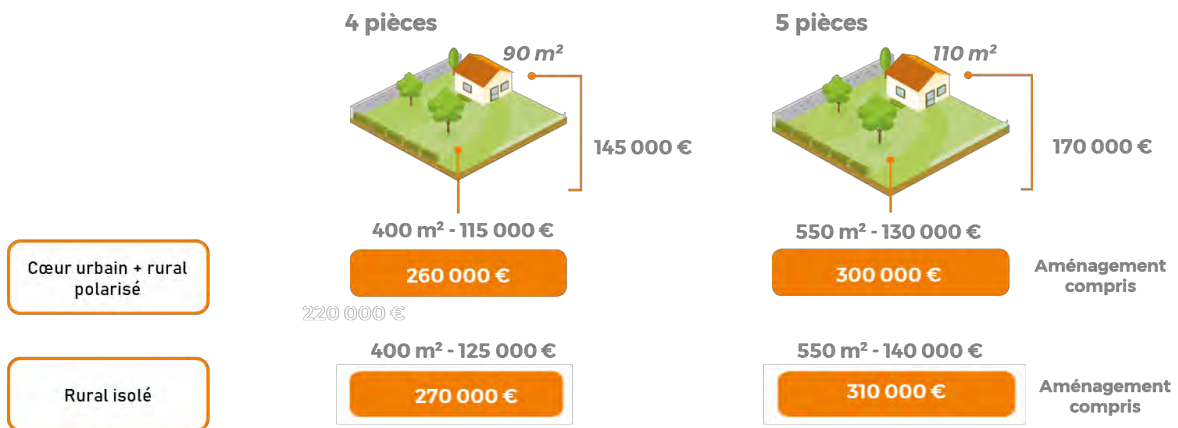 4 pièces
5 pièces
90 m²
110 m²
145 000 €
170 000 €
400 m² - 115 000 €
550 m² - 130 000 €
Cœur urbain + rural
polarisé
260 000 €
300 000 €
Aménagement
compris
220 000 €
400 m² - 125 000 €
550 m² - 140 000 €
Rural isolé
270 000 €
310 000 €
Aménagement
compris